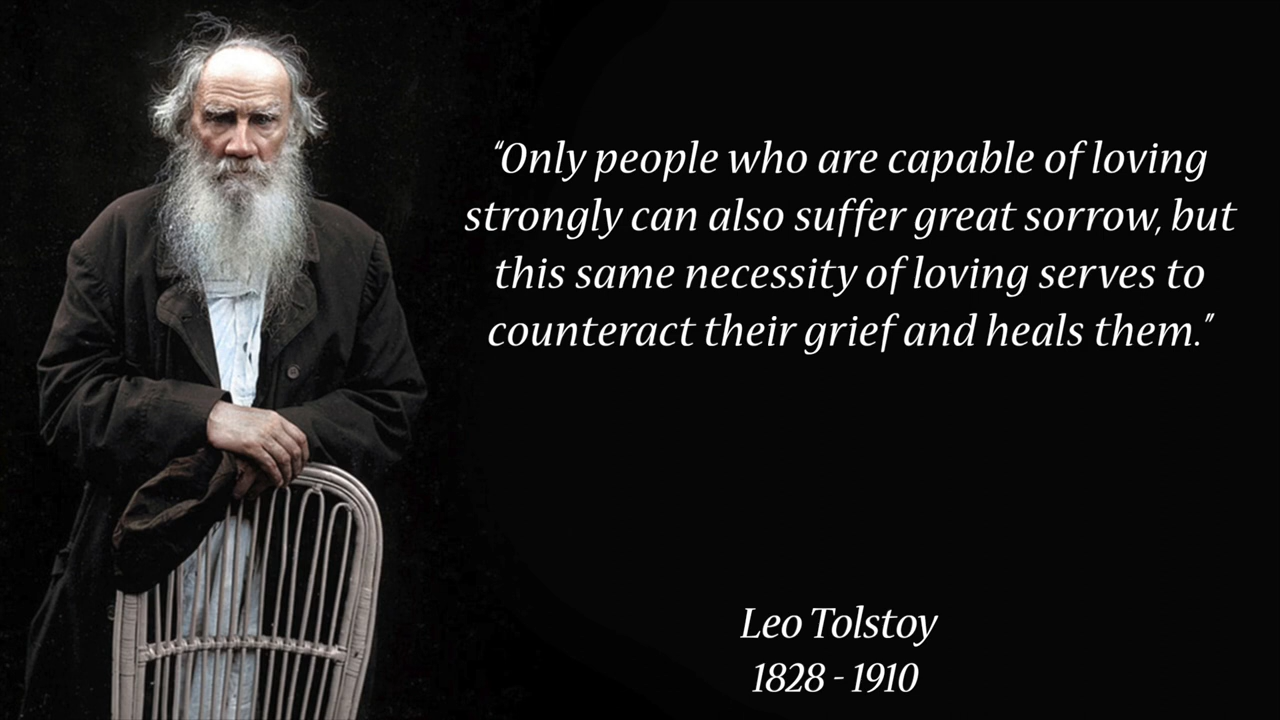 “Only people who are capable of loving
strongly can also suffer great sorrow, but
this same necessity of loving serves to
counteract their grief and heals them.”
Leo Tolstoy
1828 - 1910